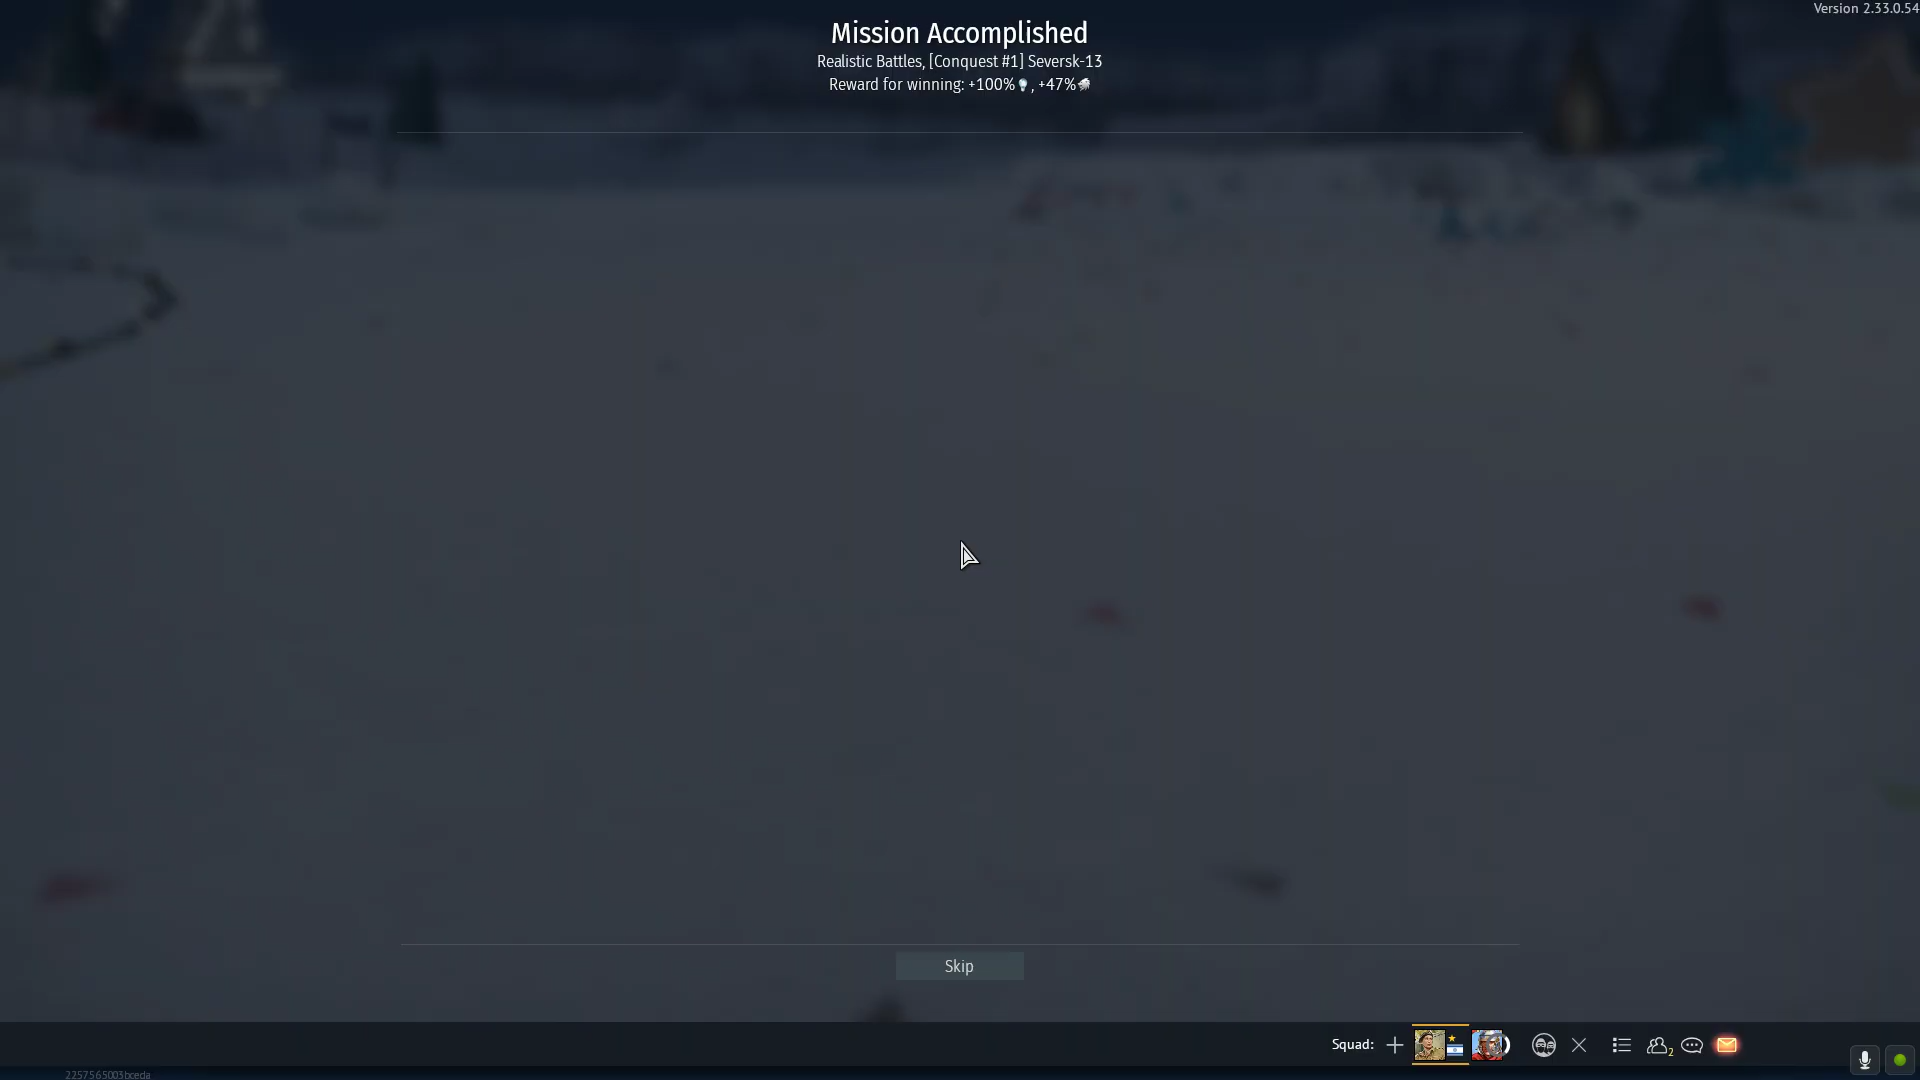 Version 2.33.0.54
Mission Accomplished
Realistic Battles, [Conquest #1] Seversk-13
Reward for winning: +100%, +47%
Skip
Squad:
2
2257565003bceda